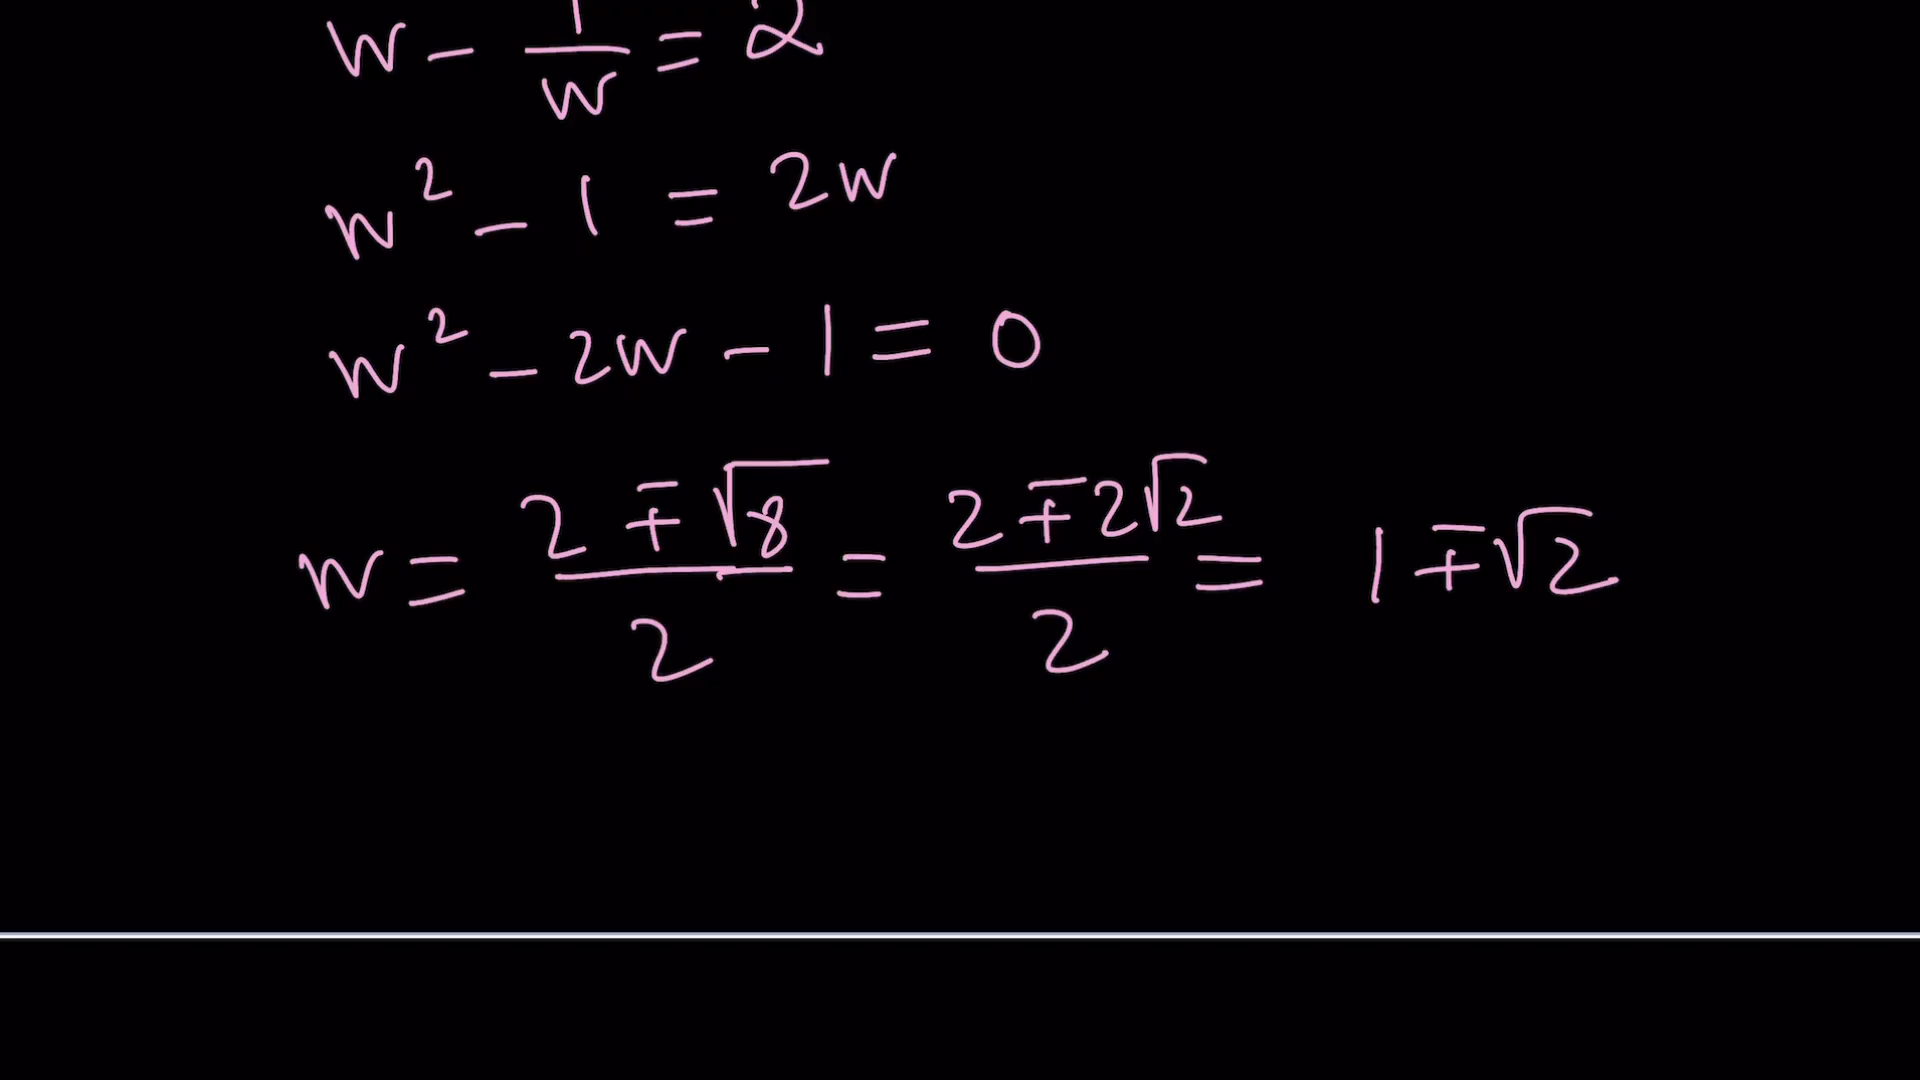 w - 1/w = 2
w² - 1 = 2w
w² - 2w - 1 = 0
w = (2 ∓ √8)/2 = (2 ∓ 2√2)/2 = 1 ∓ √2